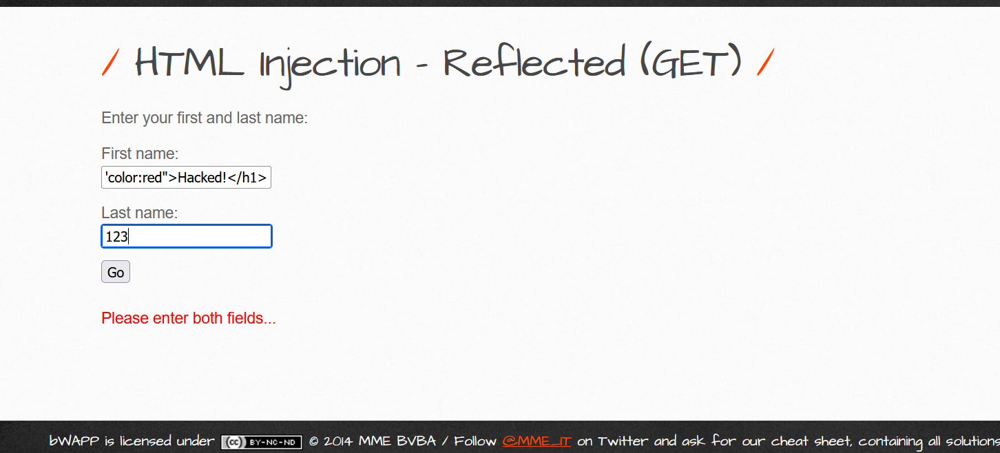 / HTML Injection - Reflected (GET) /
Enter your first and last name:
First name:
'color:red">Hacked!</h1>
Last name:
123
Go
Please enter both fields...
bWAPP is licensed under (cc) BY-NC-ND © 2014 MME BVBA / Follow @MME_IT on Twitter and ask for our cheat sheet, containing all solutions